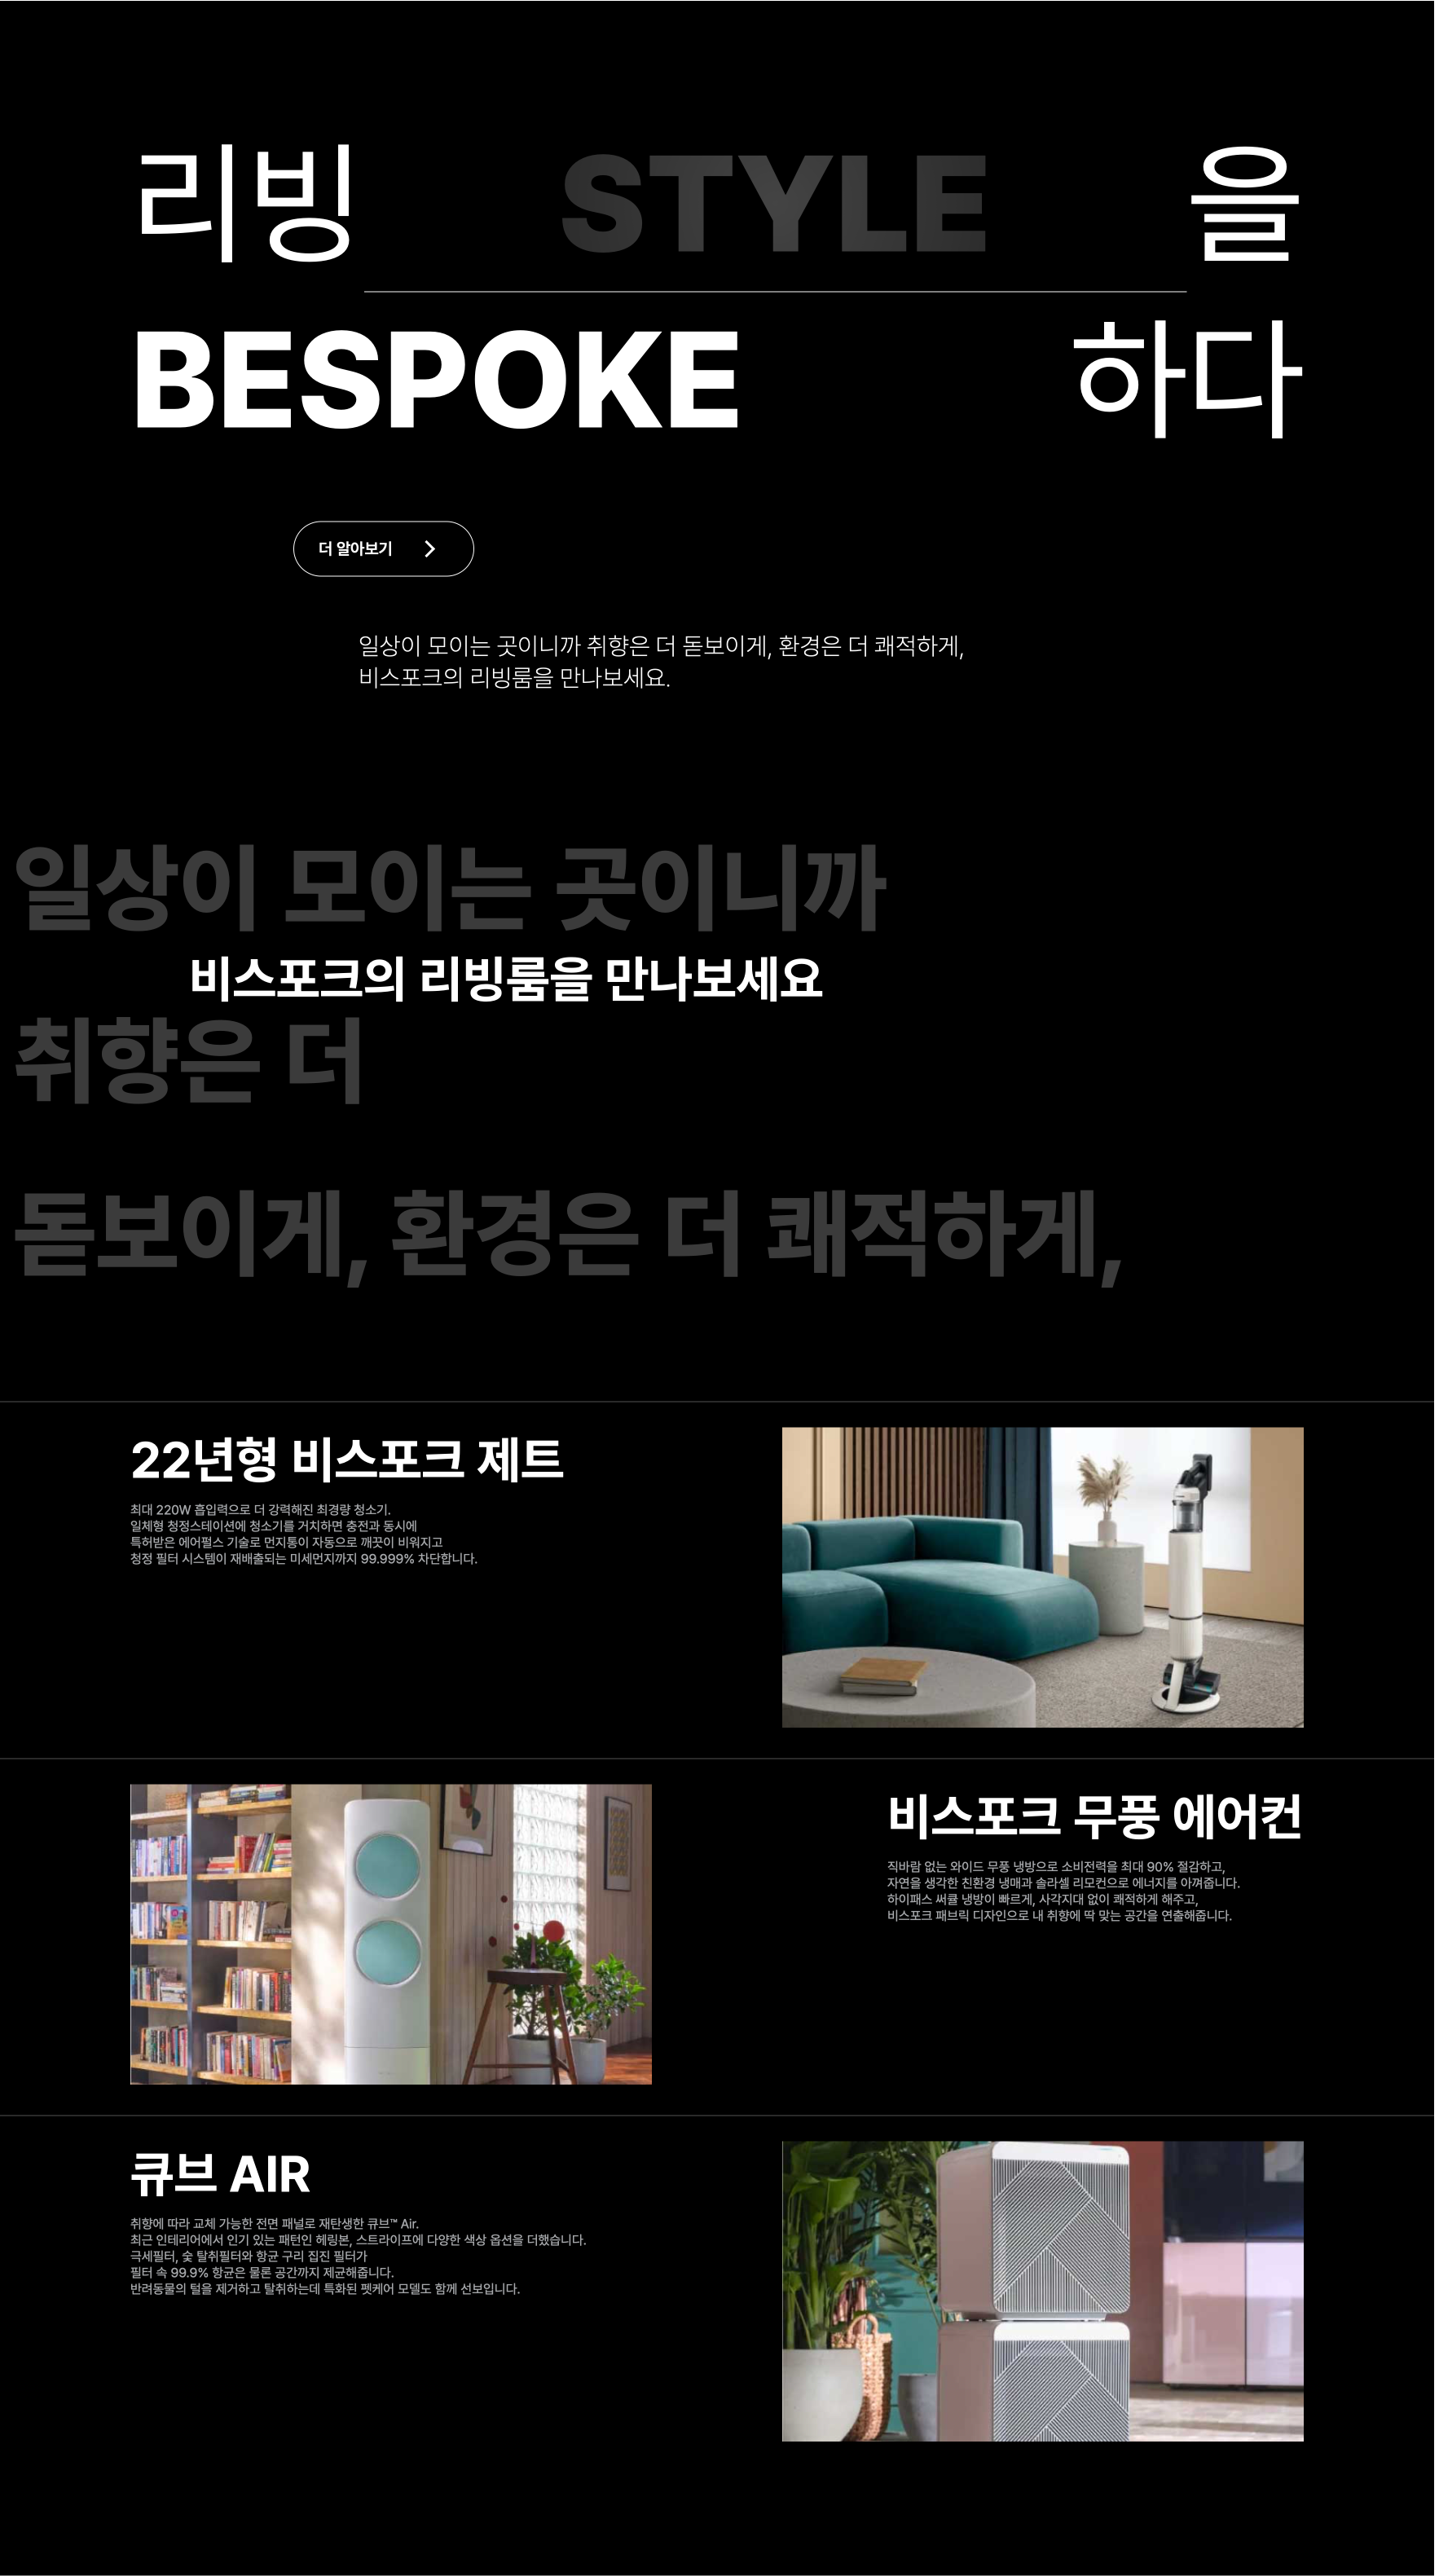 리빙 STYLE 을
BESPOKE 하다
더 알아보기
일상이 모이는 곳이니까 취향은 더 돋보이게, 환경은 더 쾌적하게,
비스포크의 리빙룸을 만나보세요.
일상이 모이는 곳이니까
비스포크의 리빙룸을 만나보세요
취향은 더
돋보이게, 환경은 더 쾌적하게,
22년형 비스포크 제트
최대 220W 흡입력으로 더 강력해진 최경량 청소기.
일체형 청정스테이션에 청소기를 거치하면 충전과 동시에
특허받은 에어펄스 기술로 먼지통이 자동으로 깨끗이 비워지고
청정 필터 시스템이 재배출되는 미세먼지까지 99.999% 차단합니다.
비스포크 무풍 에어컨
직바람 없는 와이드 무풍 냉방으로 소비전력을 최대 90% 절감하고,
자연을 생각한 친환경 냉매과 솔라셀 리모컨으로 에너지를 아껴줍니다.
하이패스 써큘 냉방이 빠르게, 사각지대 없이 쾌적하게 해주고,
비스포크 패브릭 디자인으로 내 취향에 딱 맞는 공간을 연출해줍니다.
큐브 AIR
취향에 따라 교체 가능한 전면 패널로 재탄생한 큐브™ Air.
최근 인테리어에서 인기 있는 패턴인 헤링본, 스트라이프에 다양한 색상 옵션을 더했습니다.
극세필터, 숯 탈취필터와 항균 구리 집진 필터가
필터 속 99.9% 항균은 물론 공간까지 제균해줍니다.
반려동물의 털을 제거하고 탈취하는데 특화된 펫케어 모델도 함께 선보입니다.